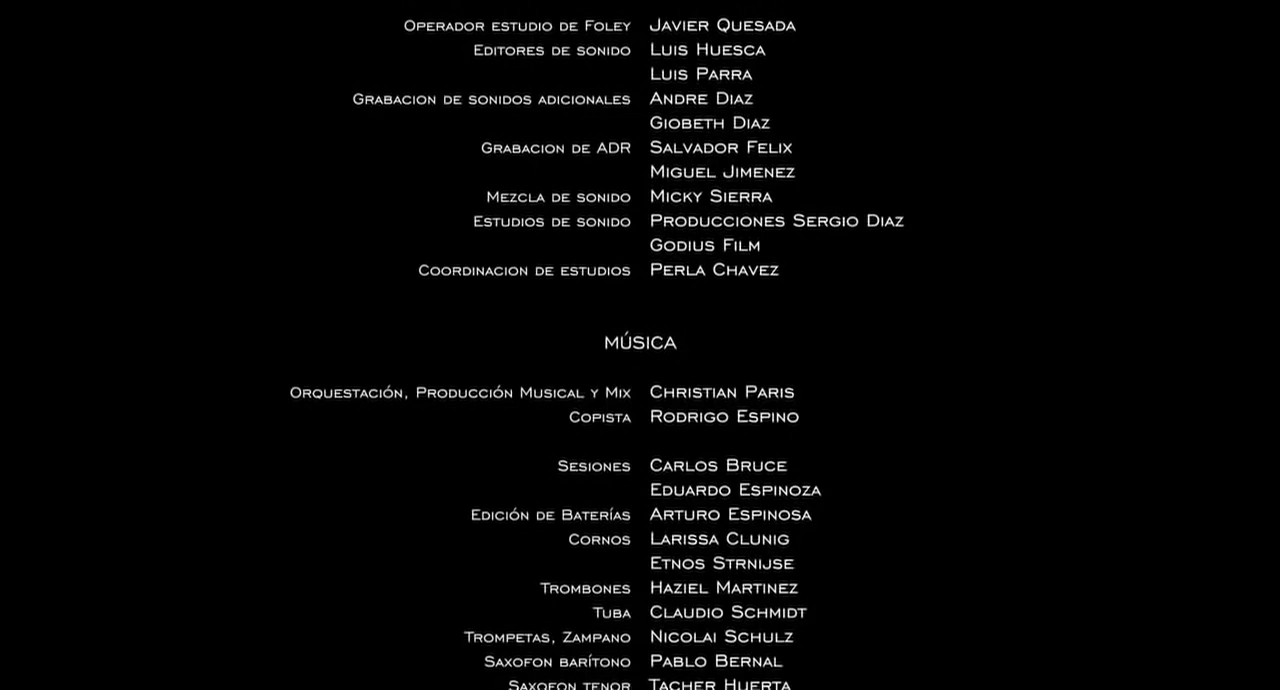 Operador estudio de Foley Javier Quesada
Editores de sonido Luis Huesca
Luis Parra
Grabacion de sonidos adicionales Andre Diaz
Giobeth Diaz
Grabacion de ADR Salvador Felix
Miguel Jimenez
Mezcla de sonido Micky Sierra
Estudios de sonido Producciones Sergio Diaz
Godius Film
Coordinacion de estudios Perla Chavez
MÚSICA
Orquestación, Producción Musical y Mix Christian Paris
Copista Rodrigo Espino
Sesiones Carlos Bruce
Eduardo Espinoza
Edición de Baterías Arturo Espinosa
Cornos Larissa Clunig
Etnos Strnijse
Trombones Haziel Martinez
Tuba Claudio Schmidt
Trompetas, Zampano Nicolai Schulz
Saxofon barítono Pablo Bernal
Saxofon tenor Tacher Huerta